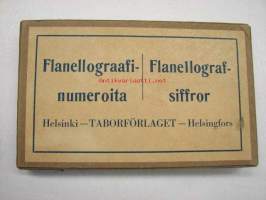 Flanellograafi-
numeroita
Flanellograf-
siffror
Helsinki — TABORFÖRLAGET — Helsingfors